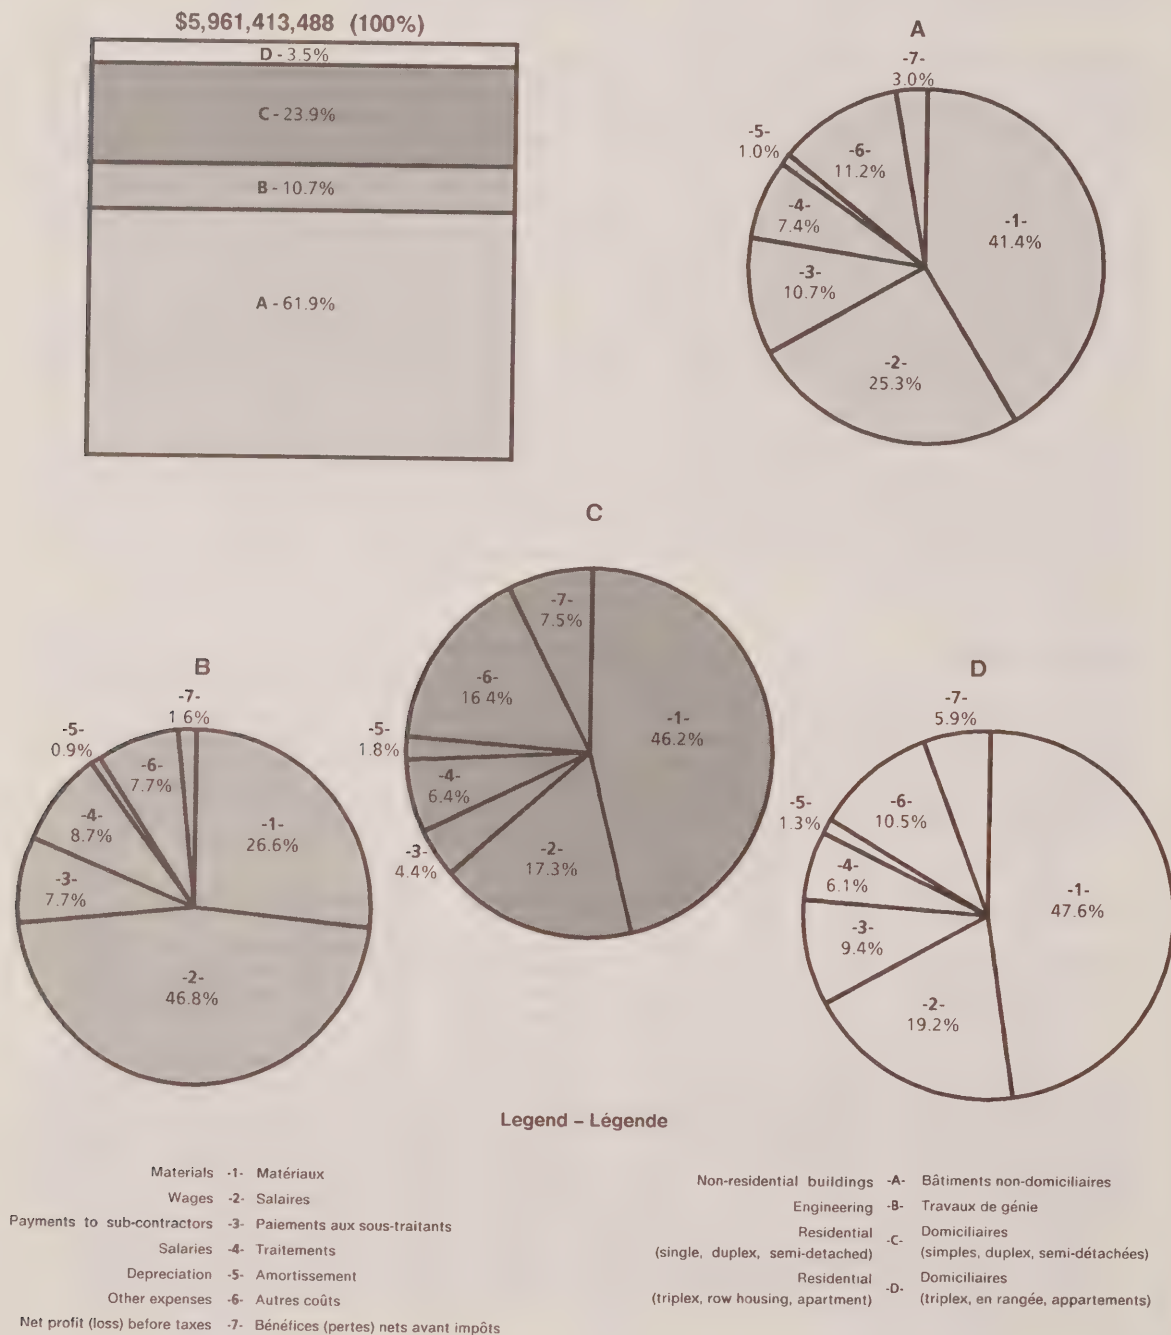 $5,961,413,488 (100%)
D - 3.5%
C - 23.9%
B - 10.7%
A - 61.9%
A
-7-
3.0%
-5-
1.0%
-6-
11.2%
-4-
7.4%
-1-
41.4%
-3-
10.7%
-2-
25.3%
C
-7-
7.5%
-6-
16 4%
-1-
46.2%
-5-
1.8%
-4-
6.4%
-3-
4.4%
-2-
17.3%
B
-7-
1 6%
-5-
0.9%
-6-
7.7%
-4-
8.7%
-1-
26.6%
-3-
7.7%
-2-
46.8%
D
-7-
5.9%
-5-
1.3%
-6-
10.5%
-4-
6.1%
-1-
47.6%
-3-
9.4%
-2-
19.2%
Legend – Légende
Materials -1- Matériaux
Wages -2- Salaires
Payments to sub-contractors -3- Paiements aux sous-traitants
Salaries -4- Traitements
Depreciation -5- Amortissement
Other expenses -6- Autres coûts
Net profit (loss) before taxes -7- Bénéfices (pertes) nets avant impôts
Non-residential buildings -A- Bâtiments non-domiciliaires
Engineering -B- Travaux de génie
Residential -C- Domiciliaires
(single, duplex, semi-detached) (simples, duplex, semi-détachées)
Residential -D- Domiciliaires
(triplex, row housing, apartment) (triplex, en rangée, appartements)